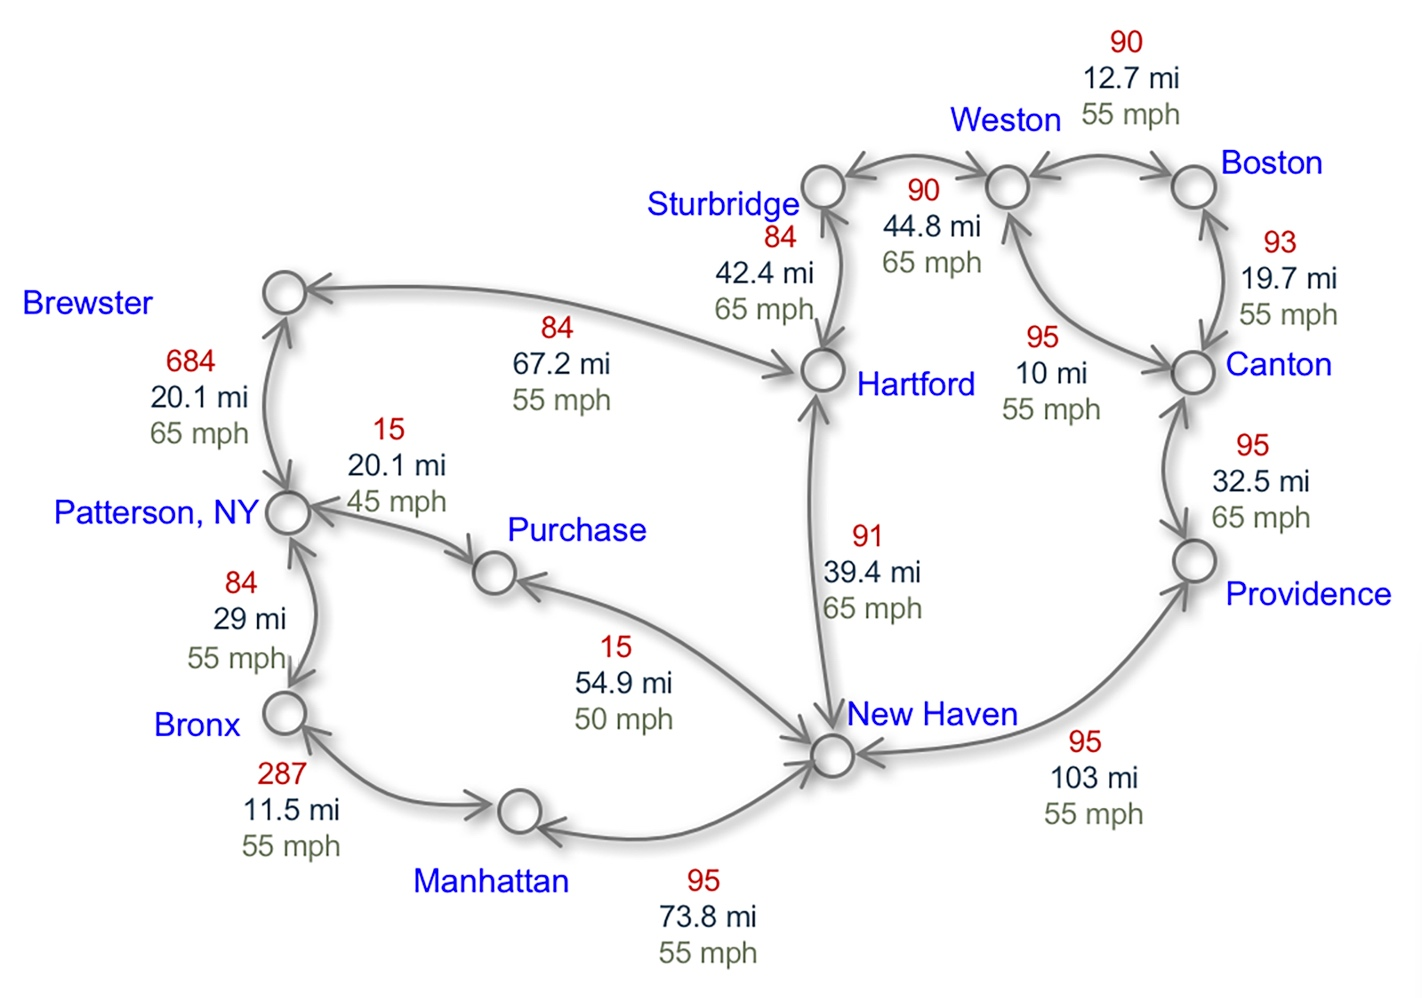 90
12.7 mi
55 mph
Weston
Boston
Sturbridge
90
44.8 mi
65 mph
84
42.4 mi
65 mph
93
19.7 mi
55 mph
Brewster
84
67.2 mi
55 mph
Hartford
95
10 mi
55 mph
Canton
684
20.1 mi
65 mph
15
20.1 mi
45 mph
95
32.5 mi
65 mph
Patterson, NY
Purchase
91
39.4 mi
65 mph
Providence
84
29 mi
55 mph
15
54.9 mi
50 mph
Bronx
New Haven
95
103 mi
55 mph
287
11.5 mi
55 mph
Manhattan
95
73.8 mi
55 mph